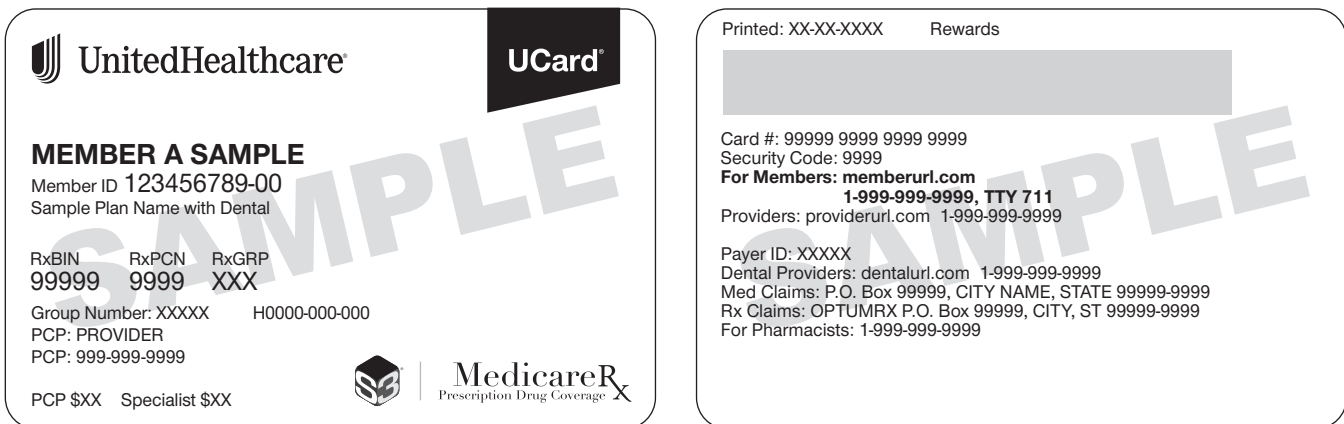 UnitedHealthcare®
UCard®
SAMPLE
MEMBER A SAMPLE
Member ID 123456789-00
Sample Plan Name with Dental
RxBIN RxPCN RxGRP
99999 9999 XXX
Group Number: XXXXX H0000-000-000
PCP: PROVIDER
PCP: 999-999-9999
PCP $XX Specialist $XX
S3® MedicareRx
Prescription Drug Coverage
Printed: XX-XX-XXXX Rewards
SAMPLE
Card #: 99999 9999 9999 9999
Security Code: 9999
For Members: memberurl.com
1-999-999-9999, TTY 711
Providers: providerurl.com 1-999-999-9999
Payer ID: XXXXX
Dental Providers: dentalurl.com 1-999-999-9999
Med Claims: P.O. Box 99999, CITY NAME, STATE 99999-9999
Rx Claims: OPTUMRX P.O. Box 99999, CITY, ST 99999-9999
For Pharmacists: 1-999-999-9999